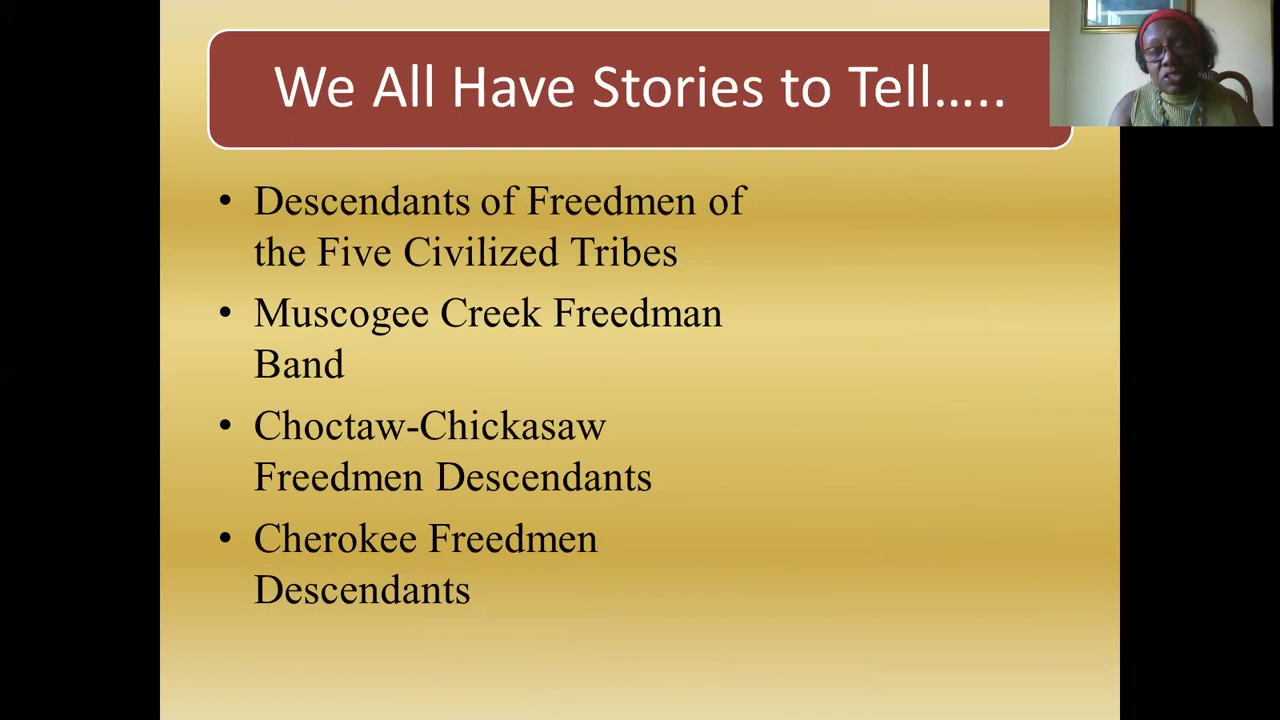 We All Have Stories to Tell…..
• Descendants of Freedmen of
the Five Civilized Tribes
• Muscogee Creek Freedman
Band
• Choctaw-Chickasaw
Freedmen Descendants
• Cherokee Freedmen
Descendants